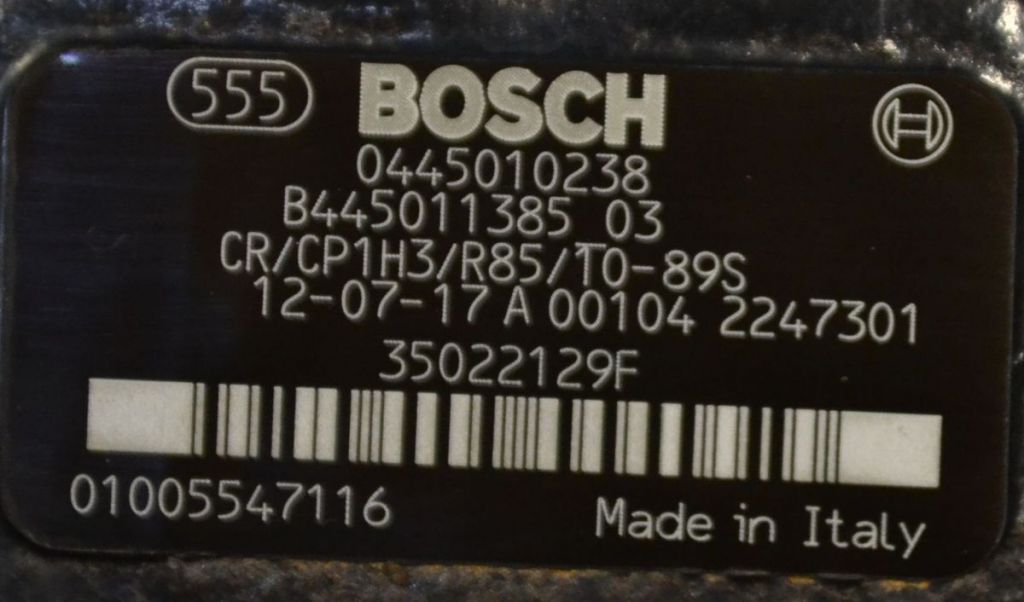 555 BOSCH
0445010238
B445011385 03
CR/CP1H3/R85/10-89S
12-07-17 A 00104 2247301
35022129F
01005547116 Made in Italy